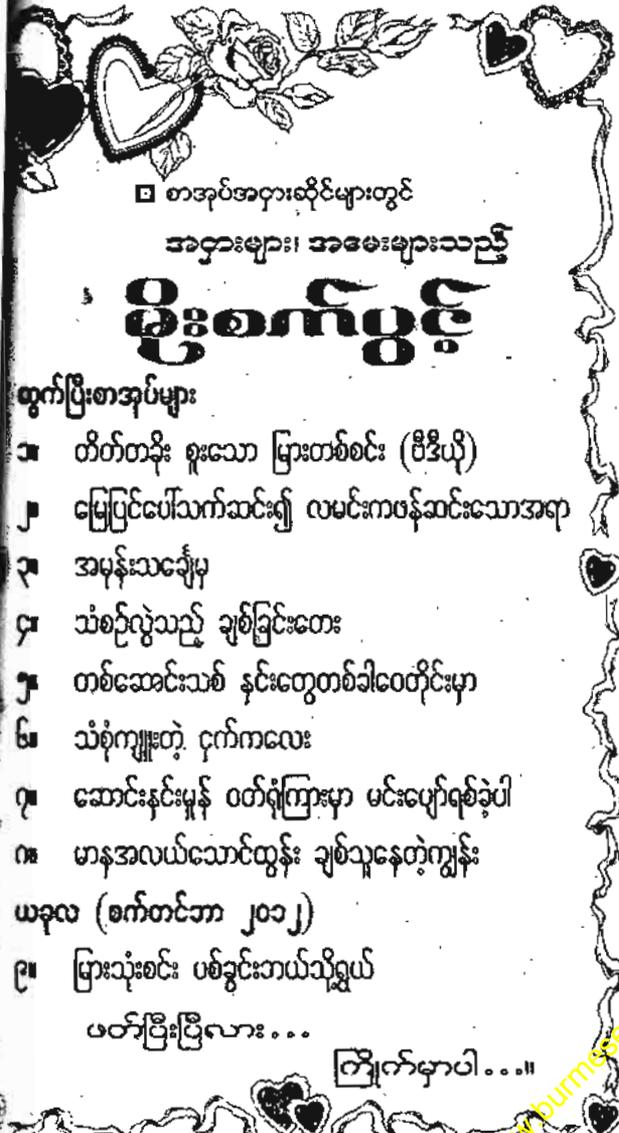 စာအုပ်အငှားဆိုင်များတွင်
အငှားများ၊ အမေးများသည့်
မိုးစက်ပွင့်
ထွက်ပြီးစာအုပ်များ
၁။ တိတ်တခိုး စူးသော မြားတစ်စင်း (ဗီဒီယို)
၂။ မြေပြင်ပေါ်သက်ဆင်း၍ လမင်းကဖန်ဆင်းသောအရာ
၃။ အမုန်းသင်္ချေမှ
၄။ သံစဉ်လွဲသည့် ချစ်ခြင်းတေး
၅။ တစ်ဆောင်းသစ် နှင်းတွေတစ်ခါဝေတိုင်းမှာ
၆။ သံစုံကျူးတဲ့ ငှက်ကလေး
၇။ ဆောင်းနှင်းမှုန် ဝတ်ရုံကြားမှာ မင်းပျော်ရစ်ခဲ့ပါ
၈။ မာနအလယ်သောင်ထွန်း ချစ်သူနေတဲ့ကျွန်း
ယခုလ (စက်တင်ဘာ ၂၀၁၂)
၉။ မြားသုံးစင်း ပစ်ခွင်းဘယ်သို့ရွယ်
ဖတ်ပြီးပြီလား...
ကြိုက်မှာပါ...။